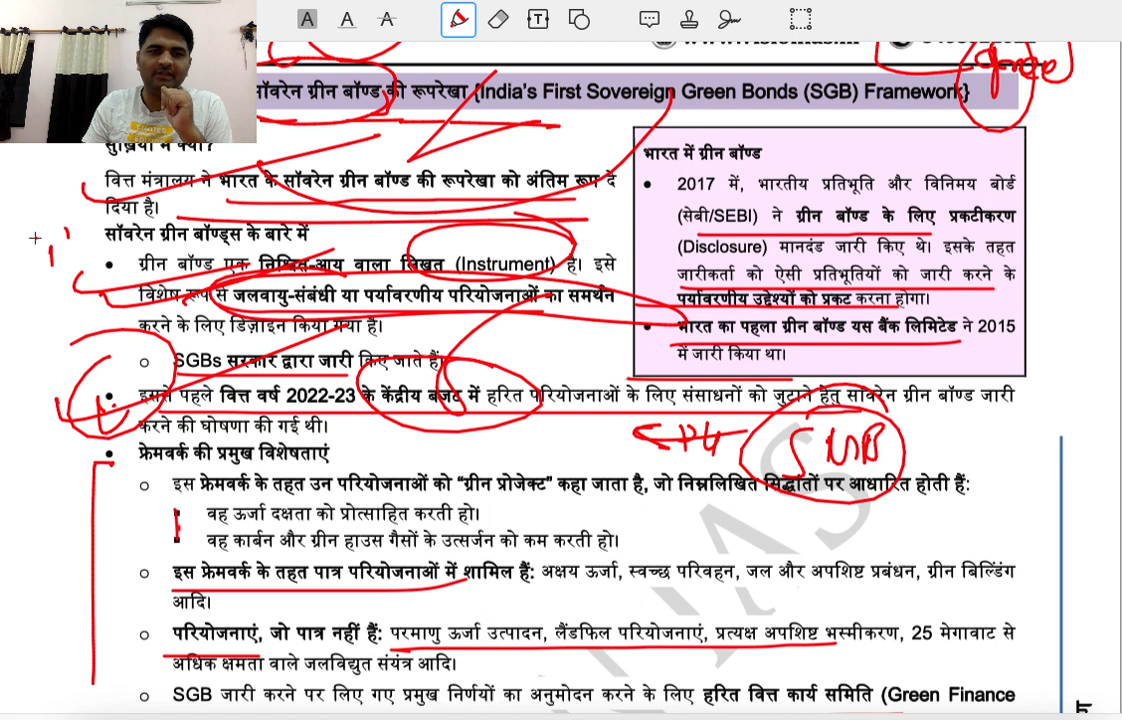 A A A T
free
सॉवरेन ग्रीन बॉण्ड की रूपरेखा {India's First Sovereign Green Bonds (SGB) Framework}
सुर्ख़ियों में क्यों?
वित्त मंत्रालय ने भारत के सॉवरेन ग्रीन बॉण्ड की रूपरेखा को अंतिम रूप दे
दिया है।
सॉवरेन ग्रीन बॉण्ड्स के बारे में
• ग्रीन बॉण्ड एक निश्चित-आय वाला लिखत (Instrument) है। इसे
विशेष रूप से जलवायु-संबंधी या पर्यावरणीय परियोजनाओं का समर्थन
करने के लिए डिज़ाइन किया गया है।
o SGBs सरकार द्वारा जारी किए जाते हैं।
भारत में ग्रीन बॉण्ड
• 2017 में, भारतीय प्रतिभूति और विनिमय बोर्ड
(सेबी/SEBI) ने ग्रीन बॉण्ड के लिए प्रकटीकरण
(Disclosure) मानदंड जारी किए थे। इसके तहत
जारीकर्ता को ऐसी प्रतिभूतियों को जारी करने के
पर्यावरणीय उद्देश्यों को प्रकट करना होगा।
• भारत का पहला ग्रीन बॉण्ड यस बैंक लिमिटेड ने 2015
में जारी किया था।
• इससे पहले वित्त वर्ष 2022-23 के केंद्रीय बजट में हरित परियोजनाओं के लिए संसाधनों को जुटाने हेतु सॉवरेन ग्रीन बॉण्ड जारी
करने की घोषणा की गई थी।
• फ्रेमवर्क की प्रमुख विशेषताएं
o इस फ्रेमवर्क के तहत उन परियोजनाओं को “ग्रीन प्रोजेक्ट” कहा जाता है, जो निम्नलिखित सिद्धांतों पर आधारित होती हैं:
▪ वह ऊर्जा दक्षता को प्रोत्साहित करती हो।
▪ वह कार्बन और ग्रीन हाउस गैसों के उत्सर्जन को कम करती हो।
o इस फ्रेमवर्क के तहत पात्र परियोजनाओं में शामिल हैं: अक्षय ऊर्जा, स्वच्छ परिवहन, जल और अपशिष्ट प्रबंधन, ग्रीन बिल्डिंग
आदि।
o परियोजनाएं, जो पात्र नहीं हैं: परमाणु ऊर्जा उत्पादन, लैंडफिल परियोजनाएं, प्रत्यक्ष अपशिष्ट भस्मीकरण, 25 मेगावाट से
अधिक क्षमता वाले जलविद्युत संयंत्र आदि।
o SGB जारी करने पर लिए गए प्रमुख निर्णयों का अनुमोदन करने के लिए हरित वित्त कार्य समिति (Green Finance